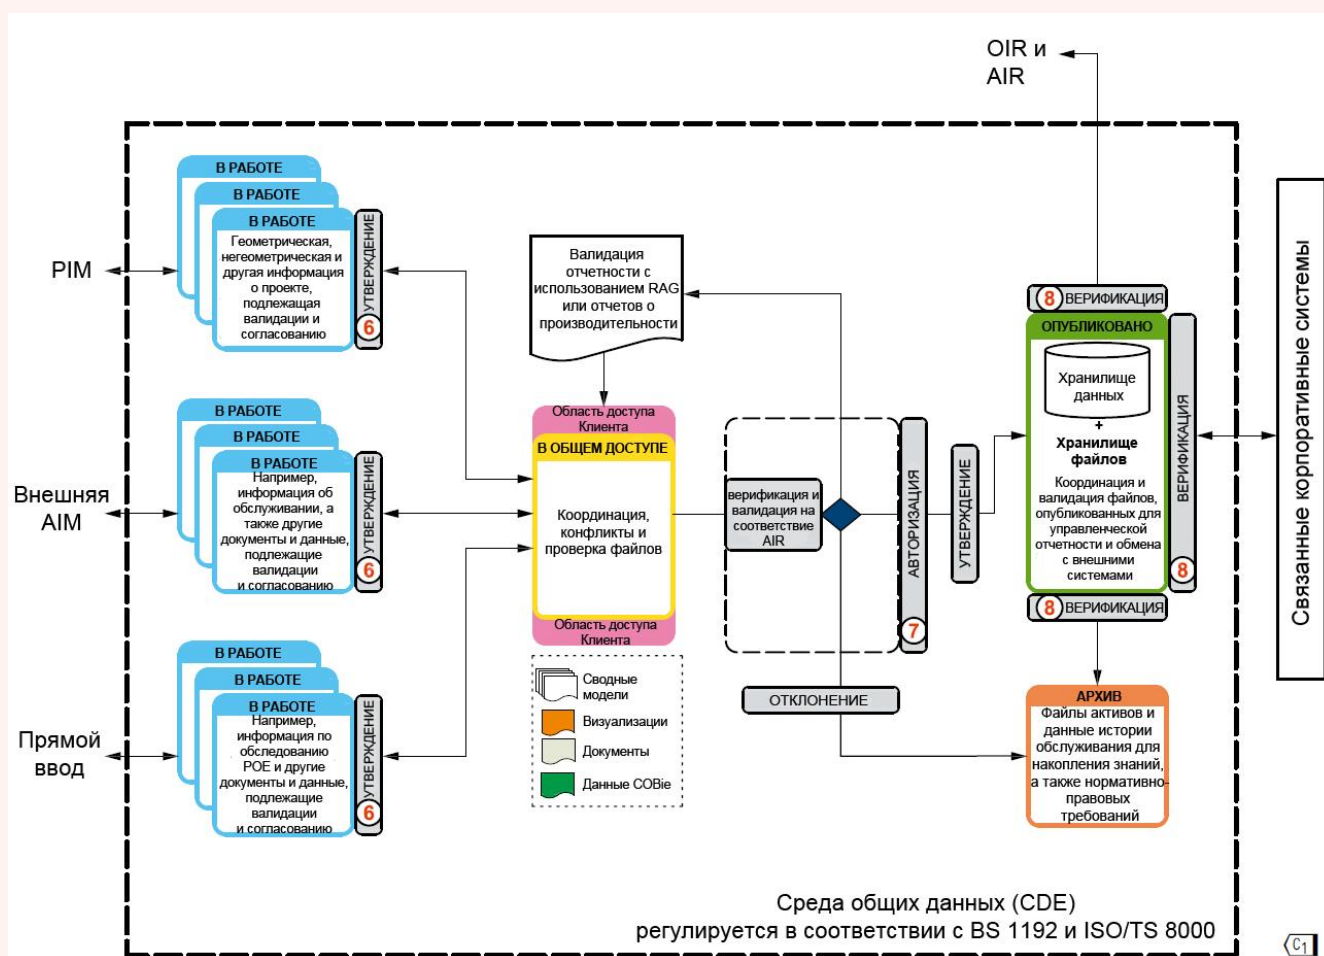 OIR и
AIR
В РАБОТЕ
В РАБОТЕ
В РАБОТЕ
Геометрическая,
негеометрическая и
другая информация
о проекте,
подлежащая
валидации и
согласованию
УТВЕРЖДЕНИЕ
6
PIM
В РАБОТЕ
В РАБОТЕ
В РАБОТЕ
Например,
информация об
обслуживании, а
также другие
документы и данные,
подлежащие
валидации
и согласованию
УТВЕРЖДЕНИЕ
6
Внешняя
AIM
В РАБОТЕ
В РАБОТЕ
В РАБОТЕ
Например,
информация по
обследованию
POE и другие
документы и данные,
подлежащие
валидации
и согласованию
УТВЕРЖДЕНИЕ
6
Прямой
ввод
Валидация
отчетности с
использованием RAG
или отчетов о
производительности
Область доступа
Клиента
В ОБЩЕМ ДОСТУПЕ
Координация,
конфликты и
проверка файлов
Область доступа
Клиента
Сводные
модели
Визуализации
Документы
Данные COBie
верификация и
валидация на
соответствие
AIR
АВТОРИЗАЦИЯ
7
УТВЕРЖДЕНИЕ
ОТКЛОНЕНИЕ
8 ВЕРИФИКАЦИЯ
ОПУБЛИКОВАНО
Хранилище
данных
+
Хранилище
файлов
Координация и
валидация файлов,
опубликованных для
управленческой
отчетности и обмена
с внешними
системами
ВЕРИФИКАЦИЯ
8
8 ВЕРИФИКАЦИЯ
АРХИВ
Файлы активов и
данные истории
обслуживания для
накопления знаний,
а также нормативно-
правовых
требований
Связанные корпоративные системы
Среда общих данных (CDE)
регулируется в соответствии с BS 1192 и ISO/TS 8000
C1